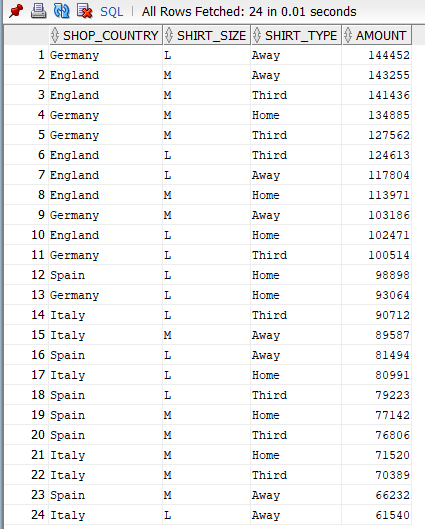 SQL | All Rows Fetched: 24 in 0.01 seconds
SHOP_COUNTRY SHIRT_SIZE SHIRT_TYPE AMOUNT
1 Germany L Away 144452
2 England M Away 143255
3 England M Third 141436
4 Germany M Home 134885
5 Germany M Third 127562
6 England L Third 124613
7 England L Away 117804
8 England M Home 113971
9 Germany M Away 103186
10 England L Home 102471
11 Germany L Third 100514
12 Spain L Home 98898
13 Germany L Home 93064
14 Italy L Third 90712
15 Italy M Away 89587
16 Spain L Away 81494
17 Italy L Home 80991
18 Spain L Third 79223
19 Spain M Home 77142
20 Spain M Third 76806
21 Italy M Home 71520
22 Italy M Third 70389
23 Spain M Away 66232
24 Italy L Away 61540